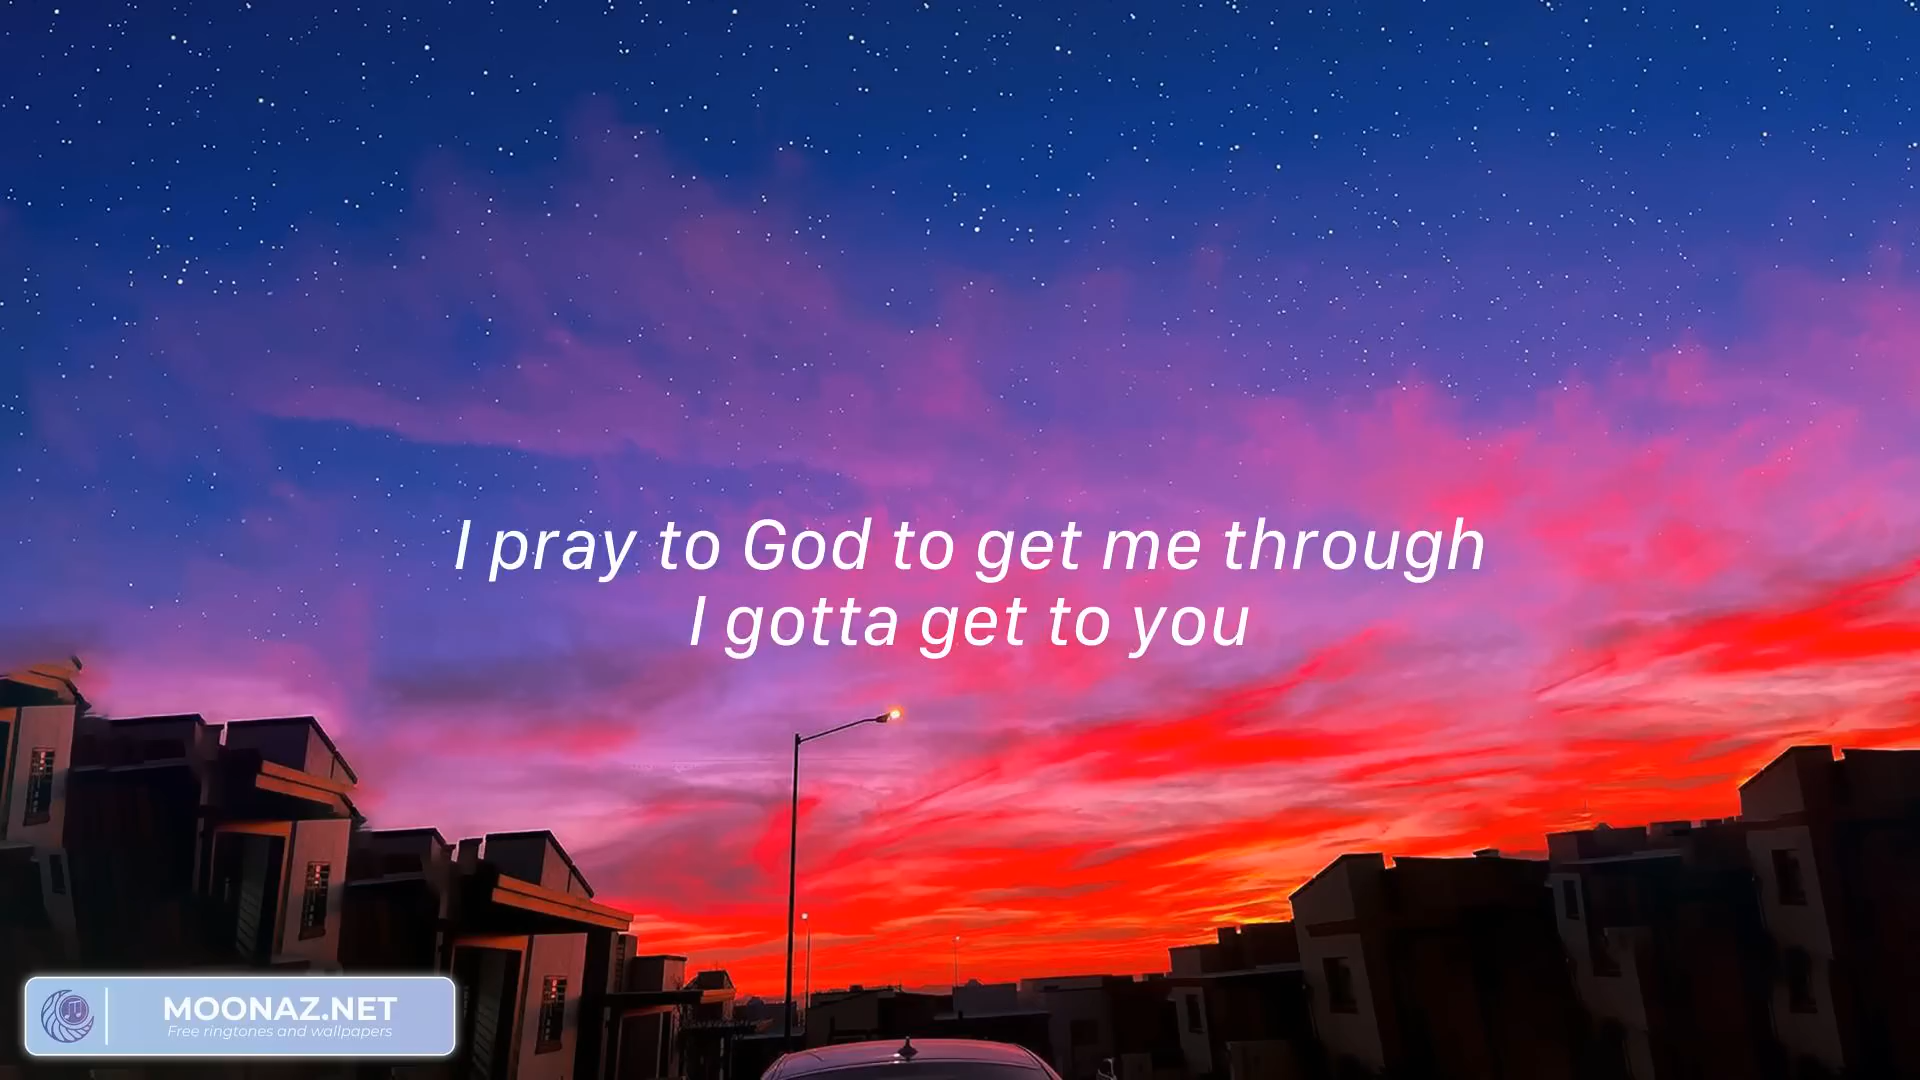 I pray to God to get me through
I gotta get to you
MOONAZ.NET
Free ringtones and wallpapers